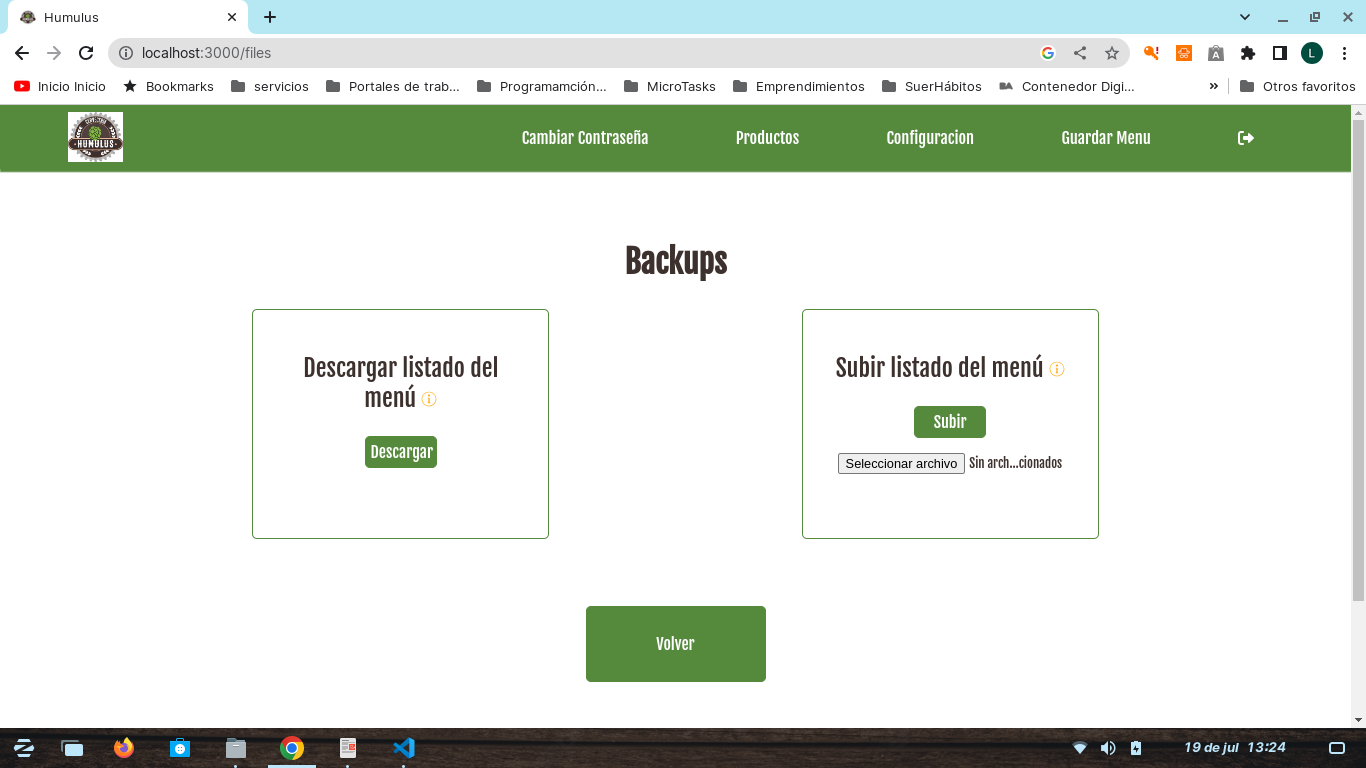 Humulus
localhost:3000/files
L
Inicio Inicio
Bookmarks
servicios
Portales de trab...
Programamción...
MicroTasks
Emprendimientos
SuerHábitos
BA Contenedor Digi...
»
Otros favoritos
HUMULUS
Cambiar Contraseña
Productos
Configuracion
Guardar Menu
Backups
Descargar listado del
menú
Descargar
Subir listado del menú
Subir
Seleccionar archivo Sin arch...cionados
Volver
19 de jul 13:24